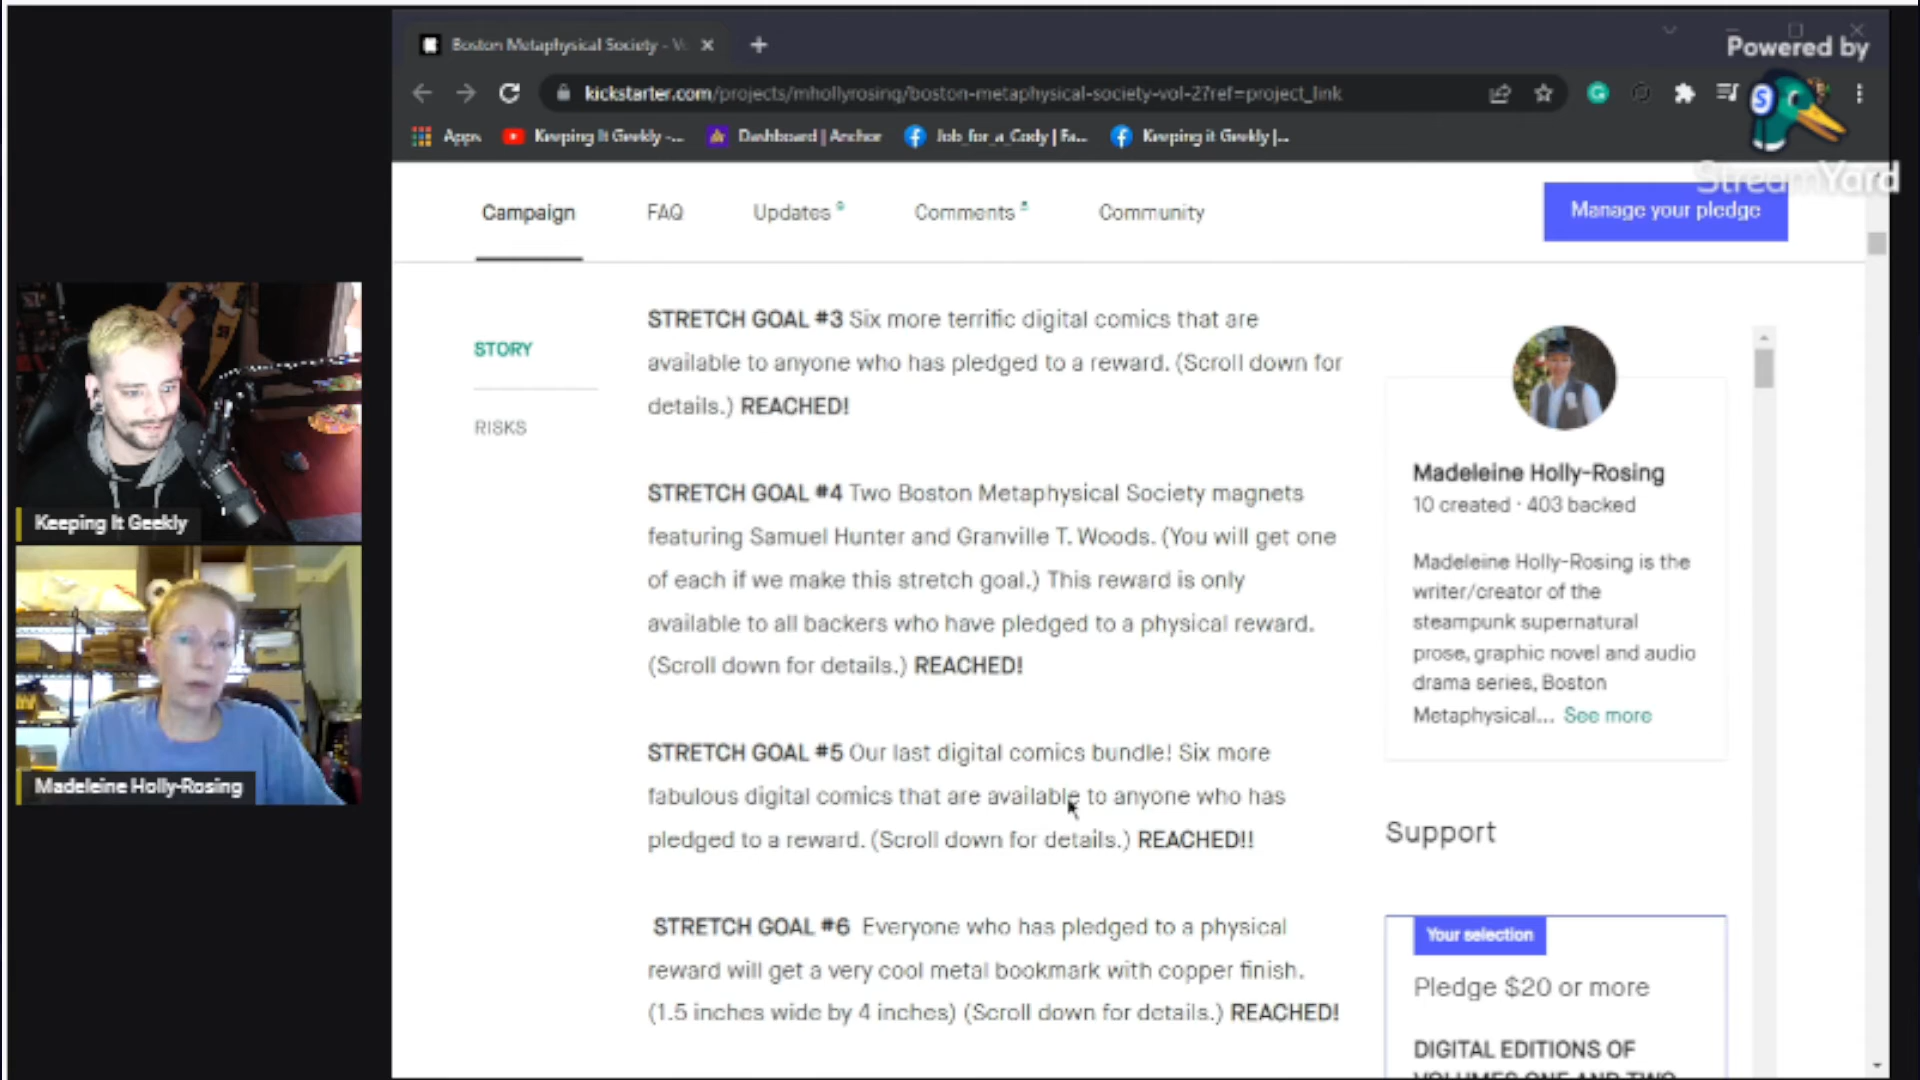 Boston Metaphysical Society - V
Powered by
kickstarter.com/projects/mhollyrosing/boston-metaphysical-society-vol-2?ref=project_link
Apps
Keeping It Geekly -...
Dashboard | Anchor
Job_for_a_Cody | Fa...
Keeping it Geekly |...
StreamYard
Campaign
FAQ
Updates
Comments
Community
Manage your pledge
STORY
RISKS
STRETCH GOAL #3 Six more terrific digital comics that are
available to anyone who has pledged to a reward. (Scroll down for
details.) REACHED!
STRETCH GOAL #4 Two Boston Metaphysical Society magnets
featuring Samuel Hunter and Granville T. Woods. (You will get one
of each if we make this stretch goal.) This reward is only
available to all backers who have pledged to a physical reward.
(Scroll down for details.) REACHED!
STRETCH GOAL #5 Our last digital comics bundle! Six more
fabulous digital comics that are available to anyone who has
pledged to a reward. (Scroll down for details.) REACHED!!
STRETCH GOAL #6 Everyone who has pledged to a physical
reward will get a very cool metal bookmark with copper finish.
(1.5 inches wide by 4 inches) (Scroll down for details.) REACHED!
Madeleine Holly-Rosing
10 created · 403 backed
Madeleine Holly-Rosing is the
writer/creator of the
steampunk supernatural
prose, graphic novel and audio
drama series, Boston
Metaphysical... See more
Support
Your selection
Pledge $20 or more
DIGITAL EDITIONS OF
VOLUMES ONE AND TWO
Keeping It Geekly
Madeleine Holly-Rosing